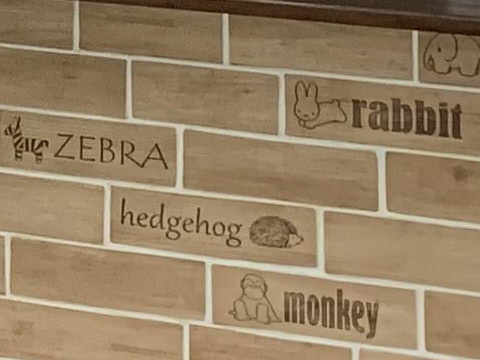 rabbit
ZEBRA
hedgehog
monkey